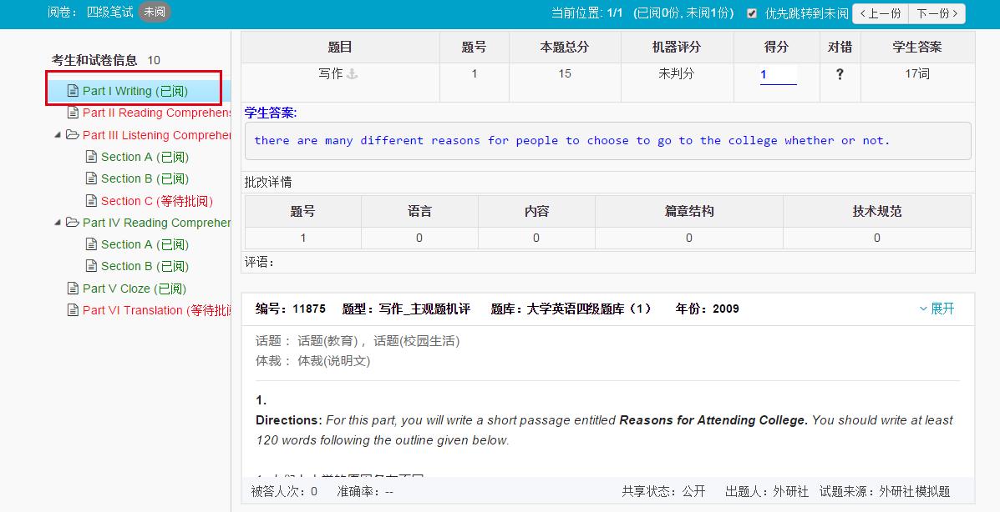 阅卷： 四级笔试 未阅 当前位置: 1/1 (已阅0份, 未阅1份) 优先跳转到未阅 上一份 下一份
考生和试卷信息 10
Part I Writing (已阅)
Part II Reading Comprehens
Part III Listening Comprehen
Section A (已阅)
Section B (已阅)
Section C (等待批阅)
Part IV Reading Comprehen
Section A (已阅)
Section B (已阅)
Part V Cloze (已阅)
Part VI Translation (等待批
题目 题号 本题总分 机器评分 得分 对错 学生答案
写作 1 15 未判分 1 ? 17词
学生答案:
there are many different reasons for people to choose to go to the college whether or not.
批改详情
题号 语言 内容 篇章结构 技术规范
1 0 0 0 0
评语：
编号：11875 题型：写作_主观题机评 题库：大学英语四级题库（1） 年份：2009 展开
话题： 话题(教育) ，话题(校园生活)
体裁： 体裁(说明文)
1.
Directions: For this part, you will write a short passage entitled Reasons for Attending College. You should write at least
120 words following the outline given below.
被答人次：0 准确率：-- 共享状态：公开 出题人：外研社 试题来源：外研社模拟题